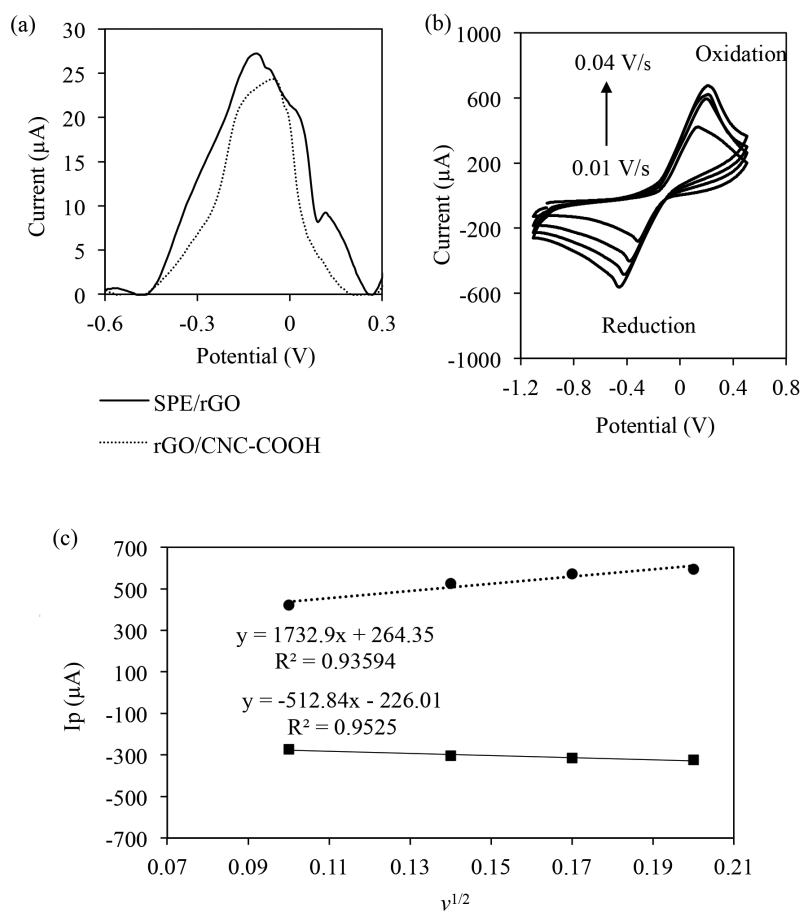 (a)
30
25
20
15
10
5
0
Current (µA)
-0.6
-0.3
0
0.3
Potential (V)
SPE/rGO
rGO/CNC-COOH
(b)
1000
600
200
-200
-600
-1000
Current (µA)
0.04 V/s
0.01 V/s
Oxidation
Reduction
-1.2
-0.8
-0.4
0
0.4
0.8
Potential (V)
(c)
700
500
300
100
-100
-300
-500
-700
Ip (µA)
y = 1732.9x + 264.35
R² = 0.93594
y = -512.84x - 226.01
R² = 0.9525
0.07
0.09
0.11
0.13
0.15
0.17
0.19
0.21
v¹ᐟ²